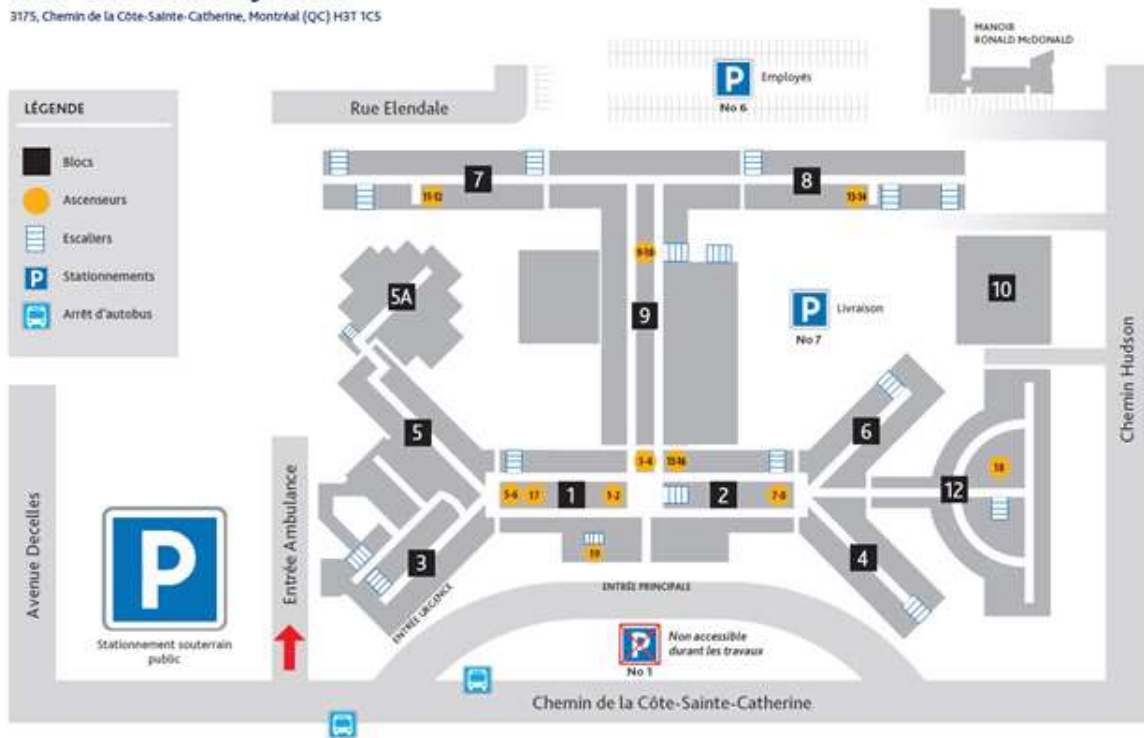 3175, Chemin de la Côte-Sainte-Catherine, Montréal (QC) H3T 1C5
MANOIR
RONALD McDONALD
P
Employés
No 6
LÉGENDE
Rue Elendale
Blocs
Ascenseurs
Escaliers
P
Stationnements
Arrêt d'autobus
7
8
11-12
13-14
9-10
5A
10
9
P
Livraison
No 7
Chemin Hudson
5
6
3-4
15-16
18
12
5-6
17
1
1-2
2
7-8
Avenue Decelles
P
Stationnement souterrain
public
Entrée Ambulance
19
3
4
ENTRÉE URGENCE
ENTRÉE PRINCIPALE
P
Non accessible
durant les travaux
No 1
Chemin de la Côte-Sainte-Catherine